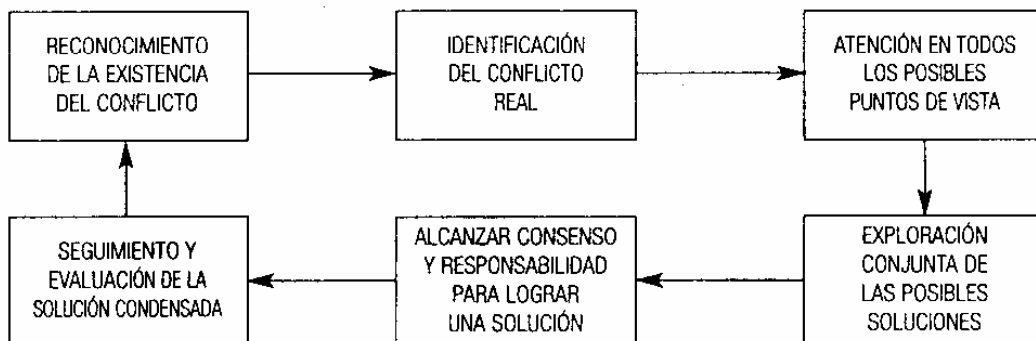 RECONOCIMIENTO
DE LA EXISTENCIA
DEL CONFLICTO
IDENTIFICACIÓN
DEL CONFLICTO
REAL
ATENCIÓN EN TODOS
LOS POSIBLES
PUNTOS DE VISTA
EXPLORACIÓN
CONJUNTA DE
LAS POSIBLES
SOLUCIONES
ALCANZAR CONSENSO
Y RESPONSABILIDAD
PARA LOGRAR
UNA SOLUCIÓN
SEGUIMIENTO Y
EVALUACIÓN DE LA
SOLUCIÓN CONDENSADA